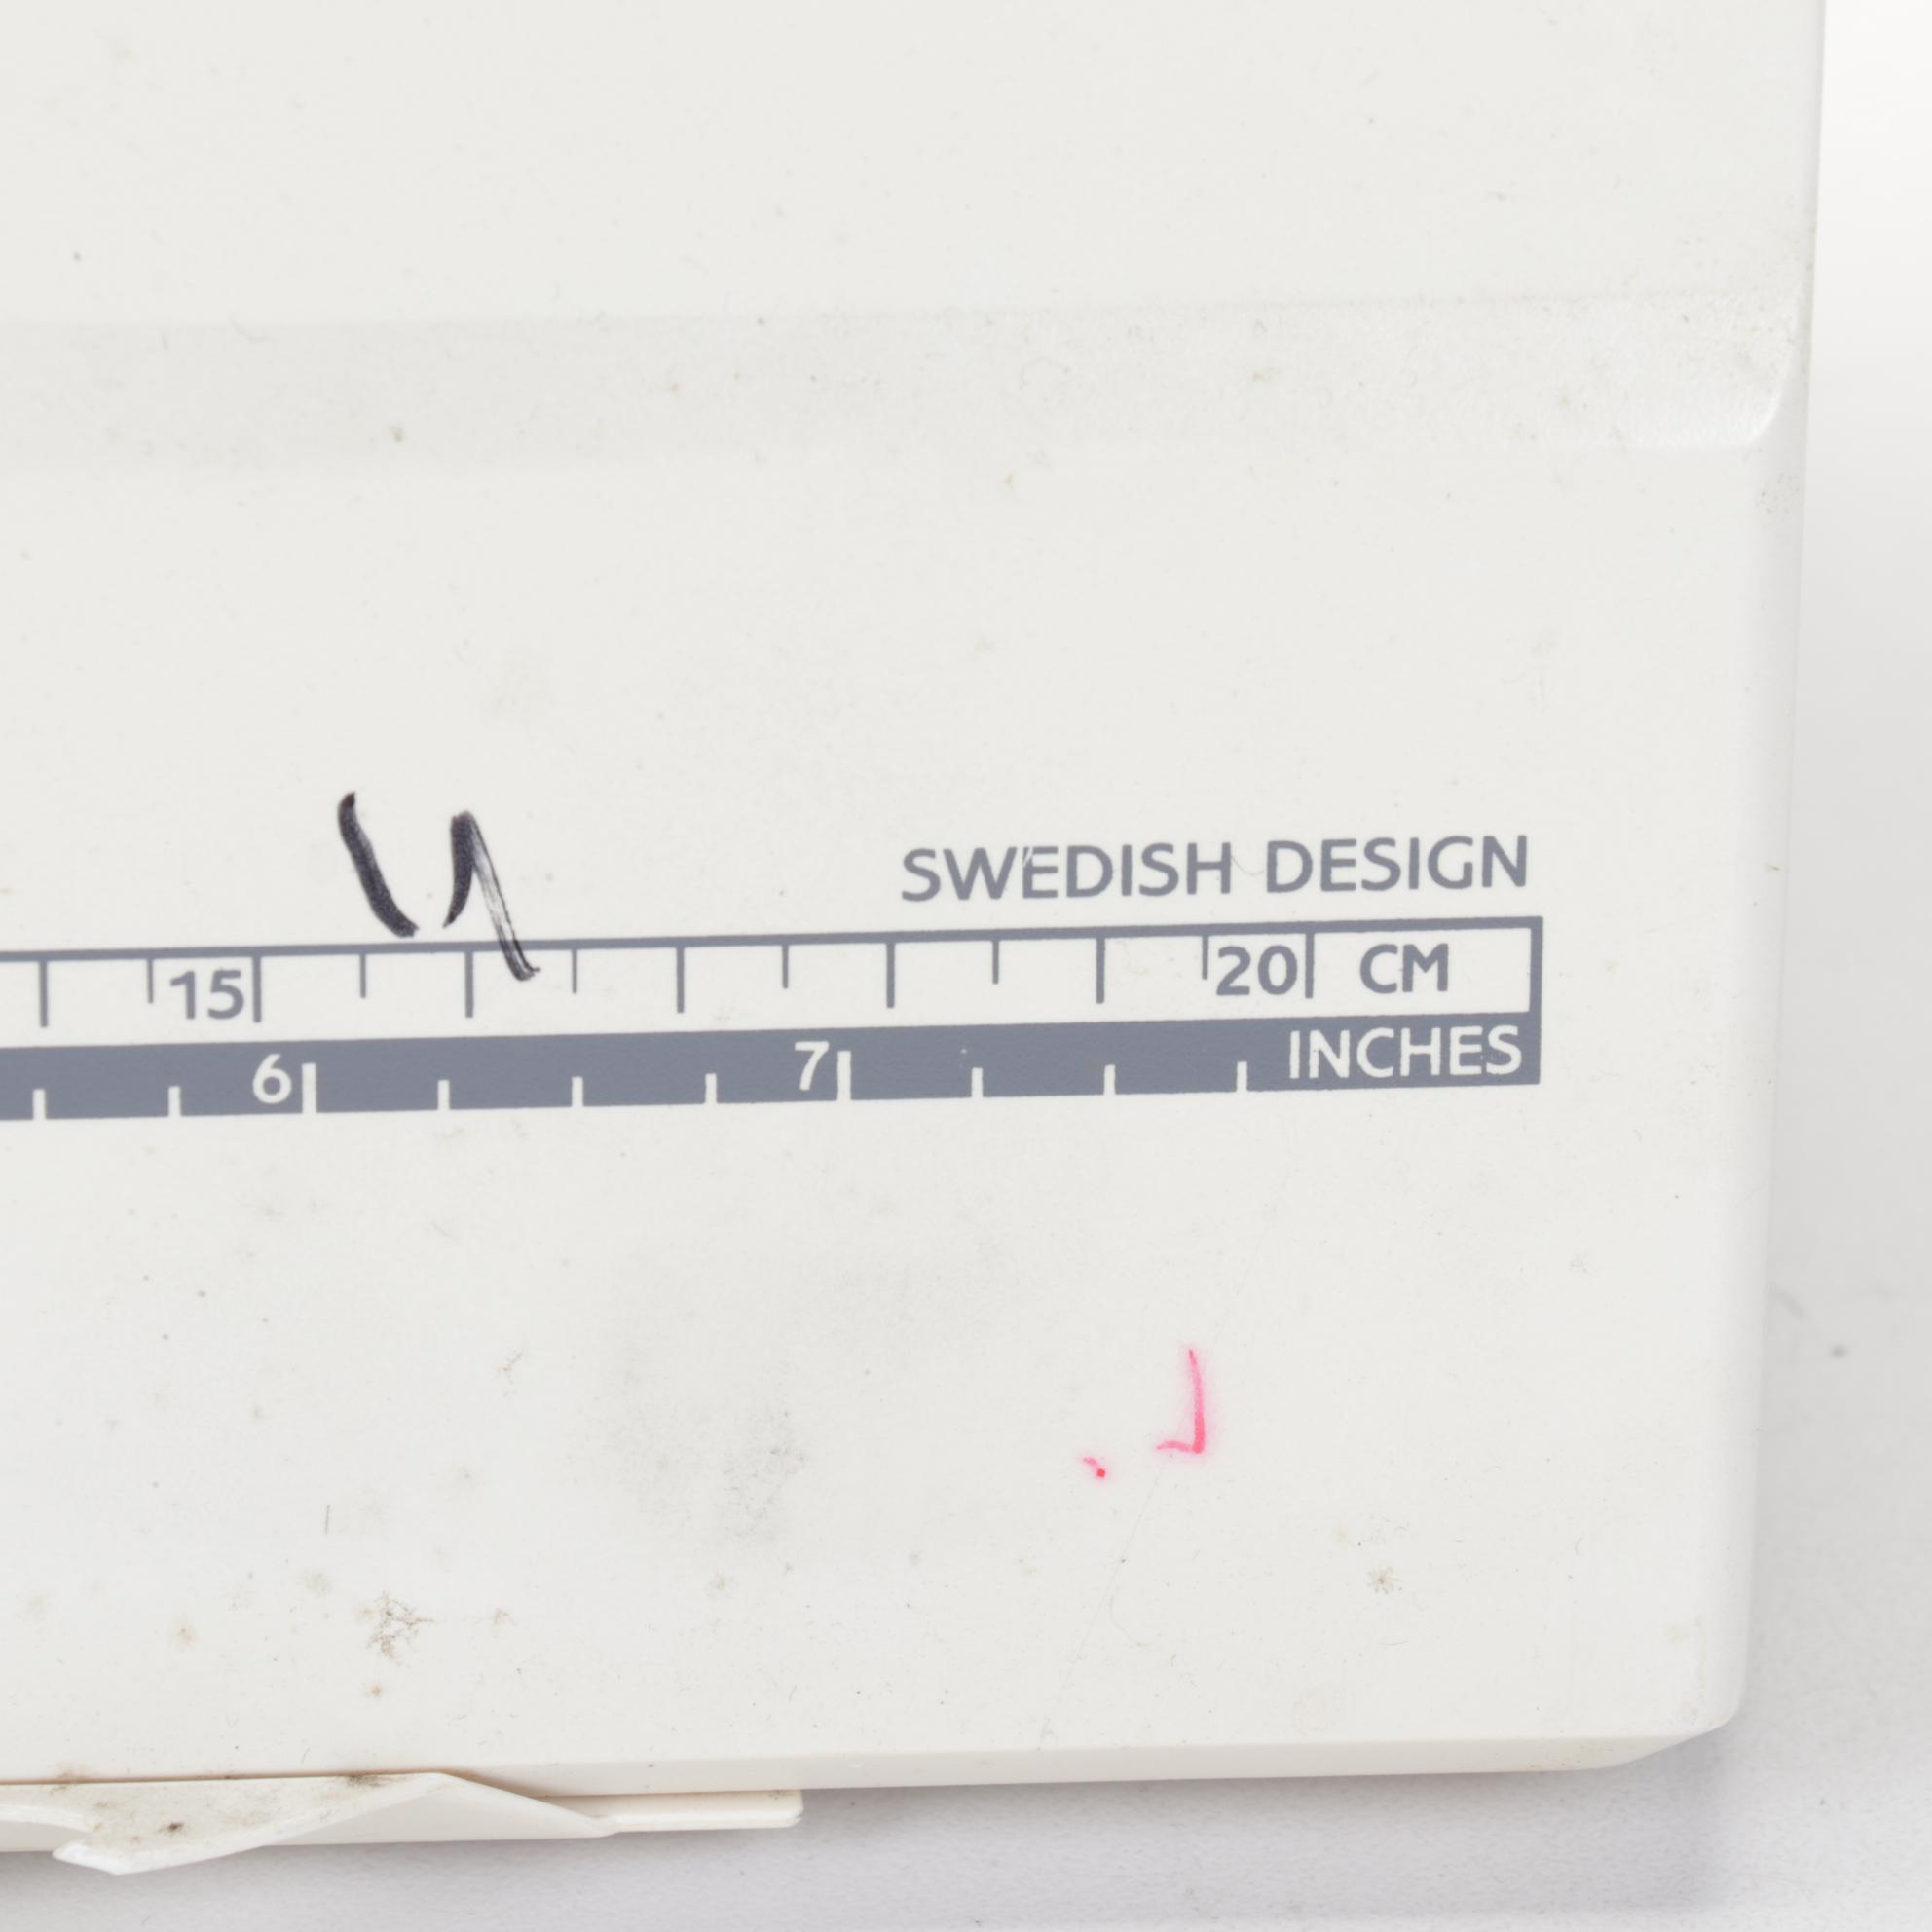 SWEDISH DESIGN
15 20 CM
6 7 INCHES